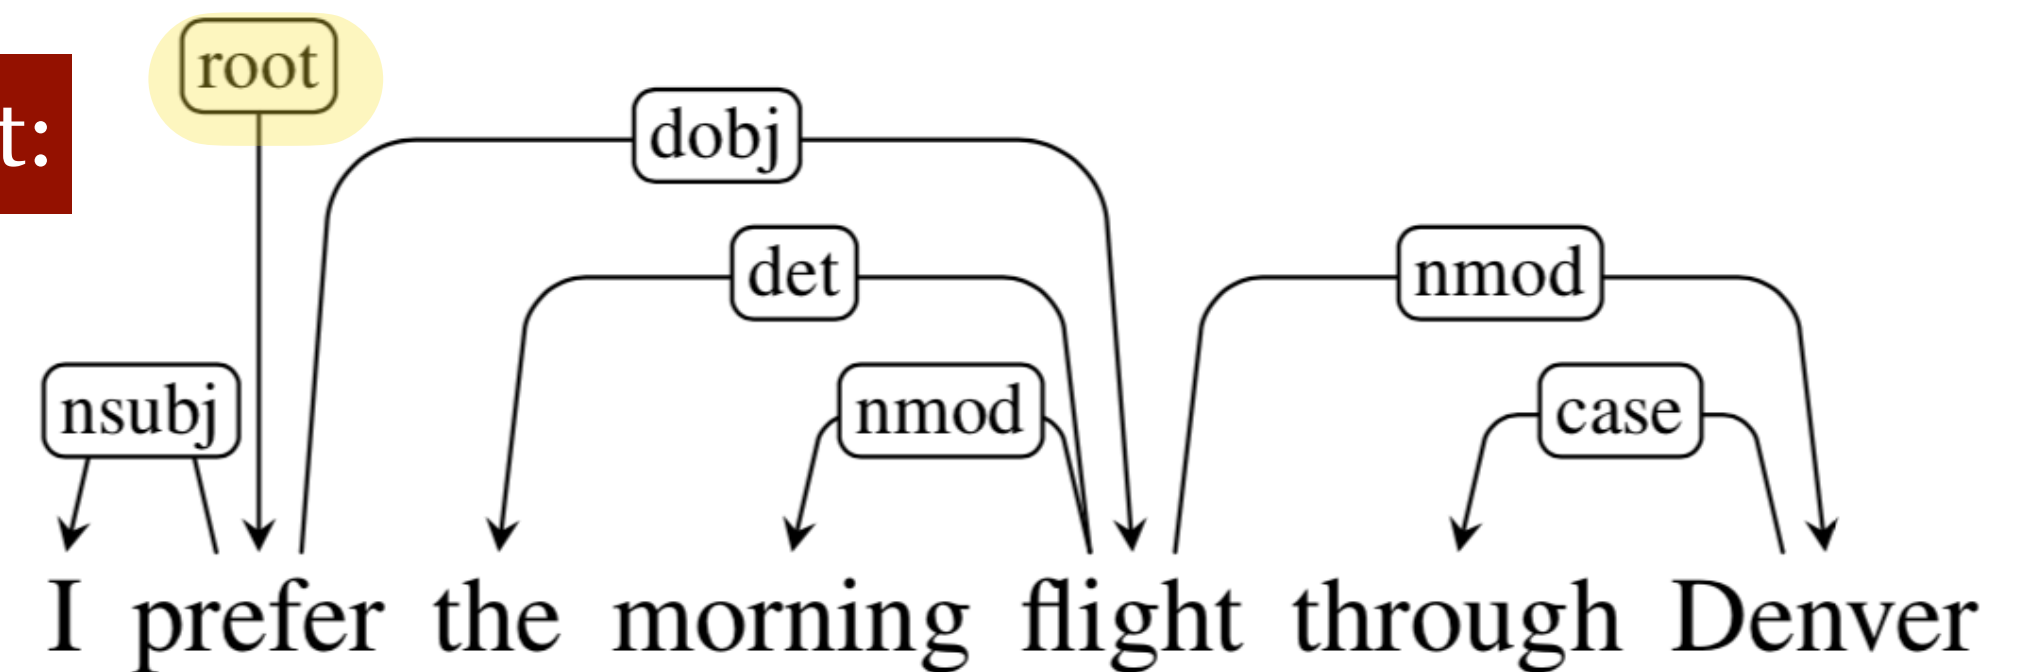 root
t:
dobj
det
nmod
nsubj
nmod
case
I prefer the morning flight through Denver